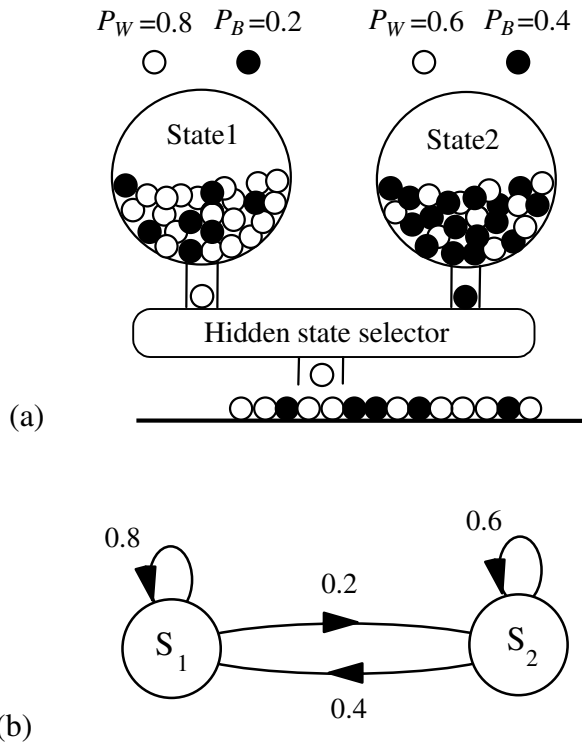 P_W=0.8 P_B=0.2 P_W=0.6 P_B=0.4
State1 State2
Hidden state selector
(a)
0.8 0.6
0.2
S_1 S_2
0.4
(b)